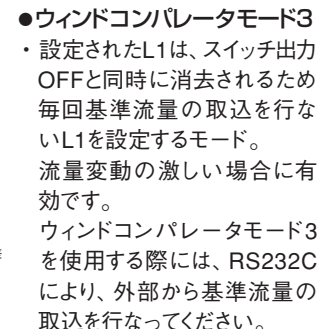 ●ウィンドコンパレータモード3
・設定されたL1は、スイッチ出力
OFFと同時に消去されるため
毎回基準流量の取込を行な
いL1を設定するモード。
流量変動の激しい場合に有
効です。
ウィンドコンパレータモード3
を使用する際には、RS232C
により、外部から基準流量の
取込を行なってください。